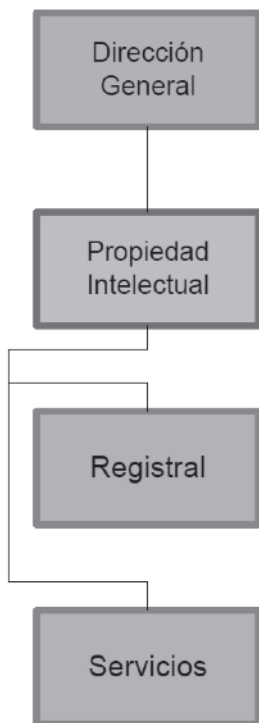 Dirección
General
Propiedad
Intelectual
Registral
Servicios